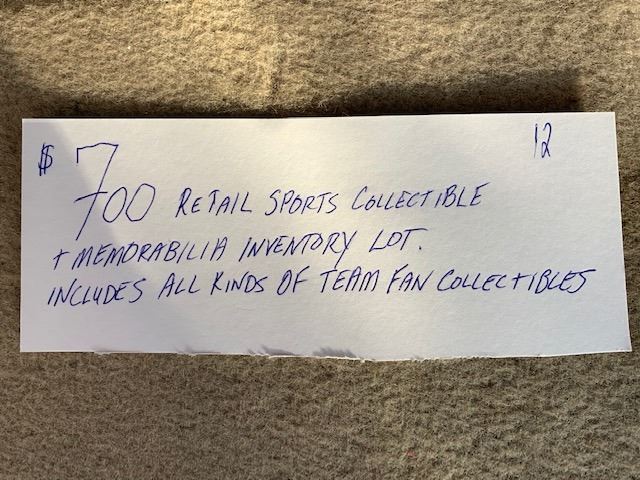 12
$700 RETAIL SPORTS COLLECTIBLE
+ MEMORABILIA INVENTORY LOT.
INCLUDES ALL KINDS OF TEAM FAN COLLECTIBLES